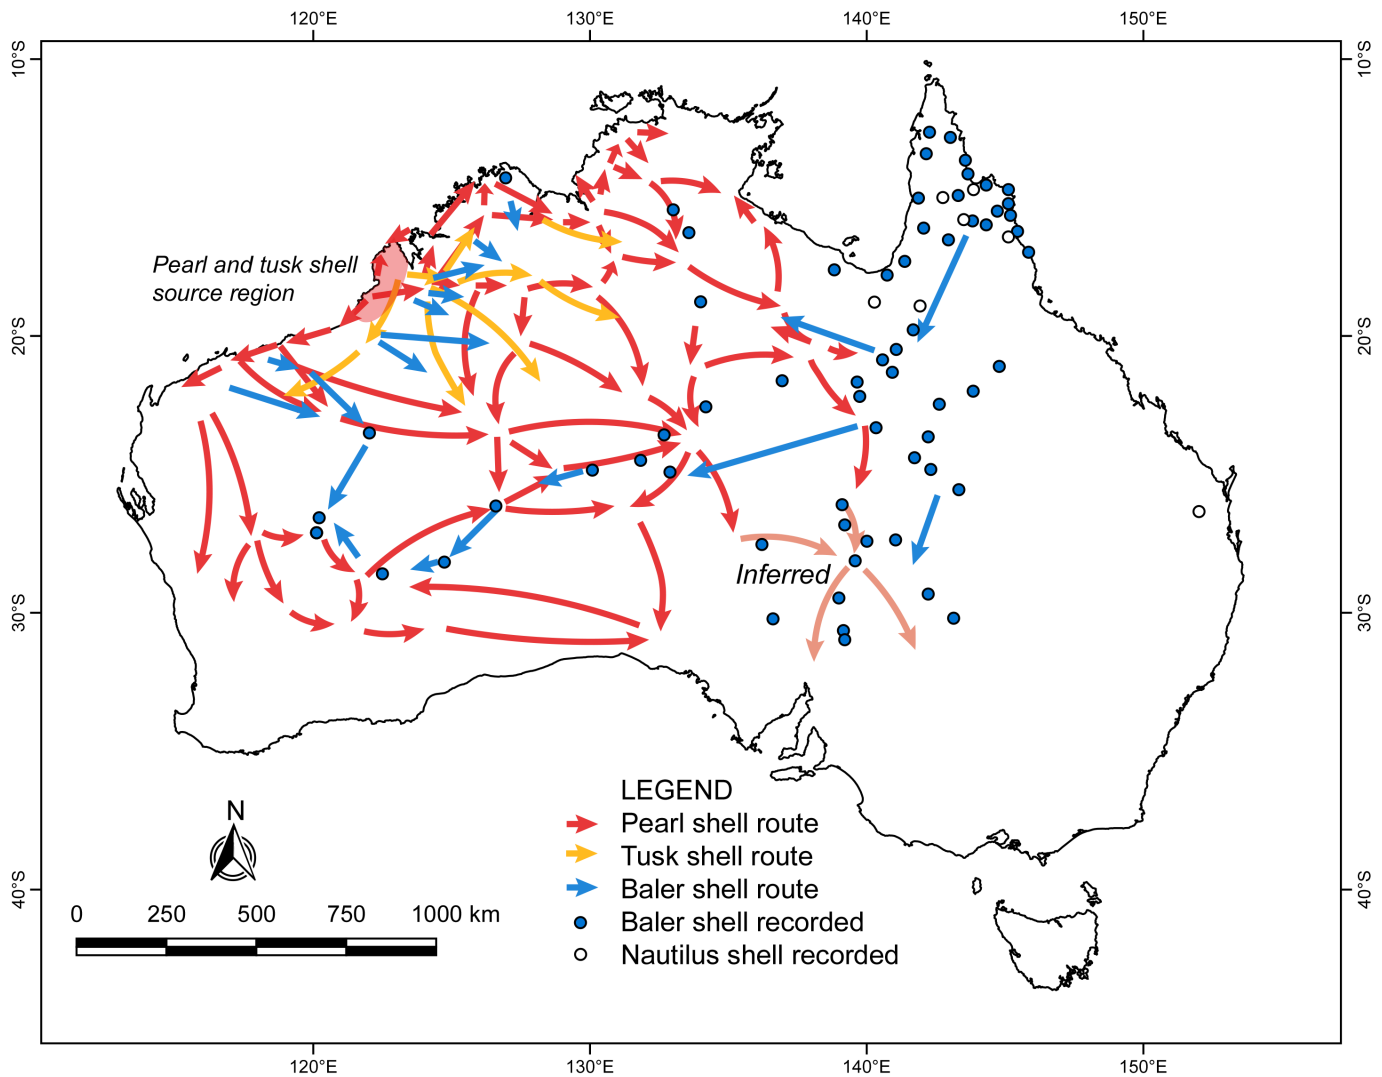 120°E 130°E 140°E 150°E
10°S 10°S
Pearl and tusk shell
source region
20°S 20°S
Inferred
30°S 30°S
LEGEND
Pearl shell route
Tusk shell route
Baler shell route
Baler shell recorded
Nautilus shell recorded
N
0 250 500 750 1000 km
40°S 40°S
120°E 130°E 140°E 150°E